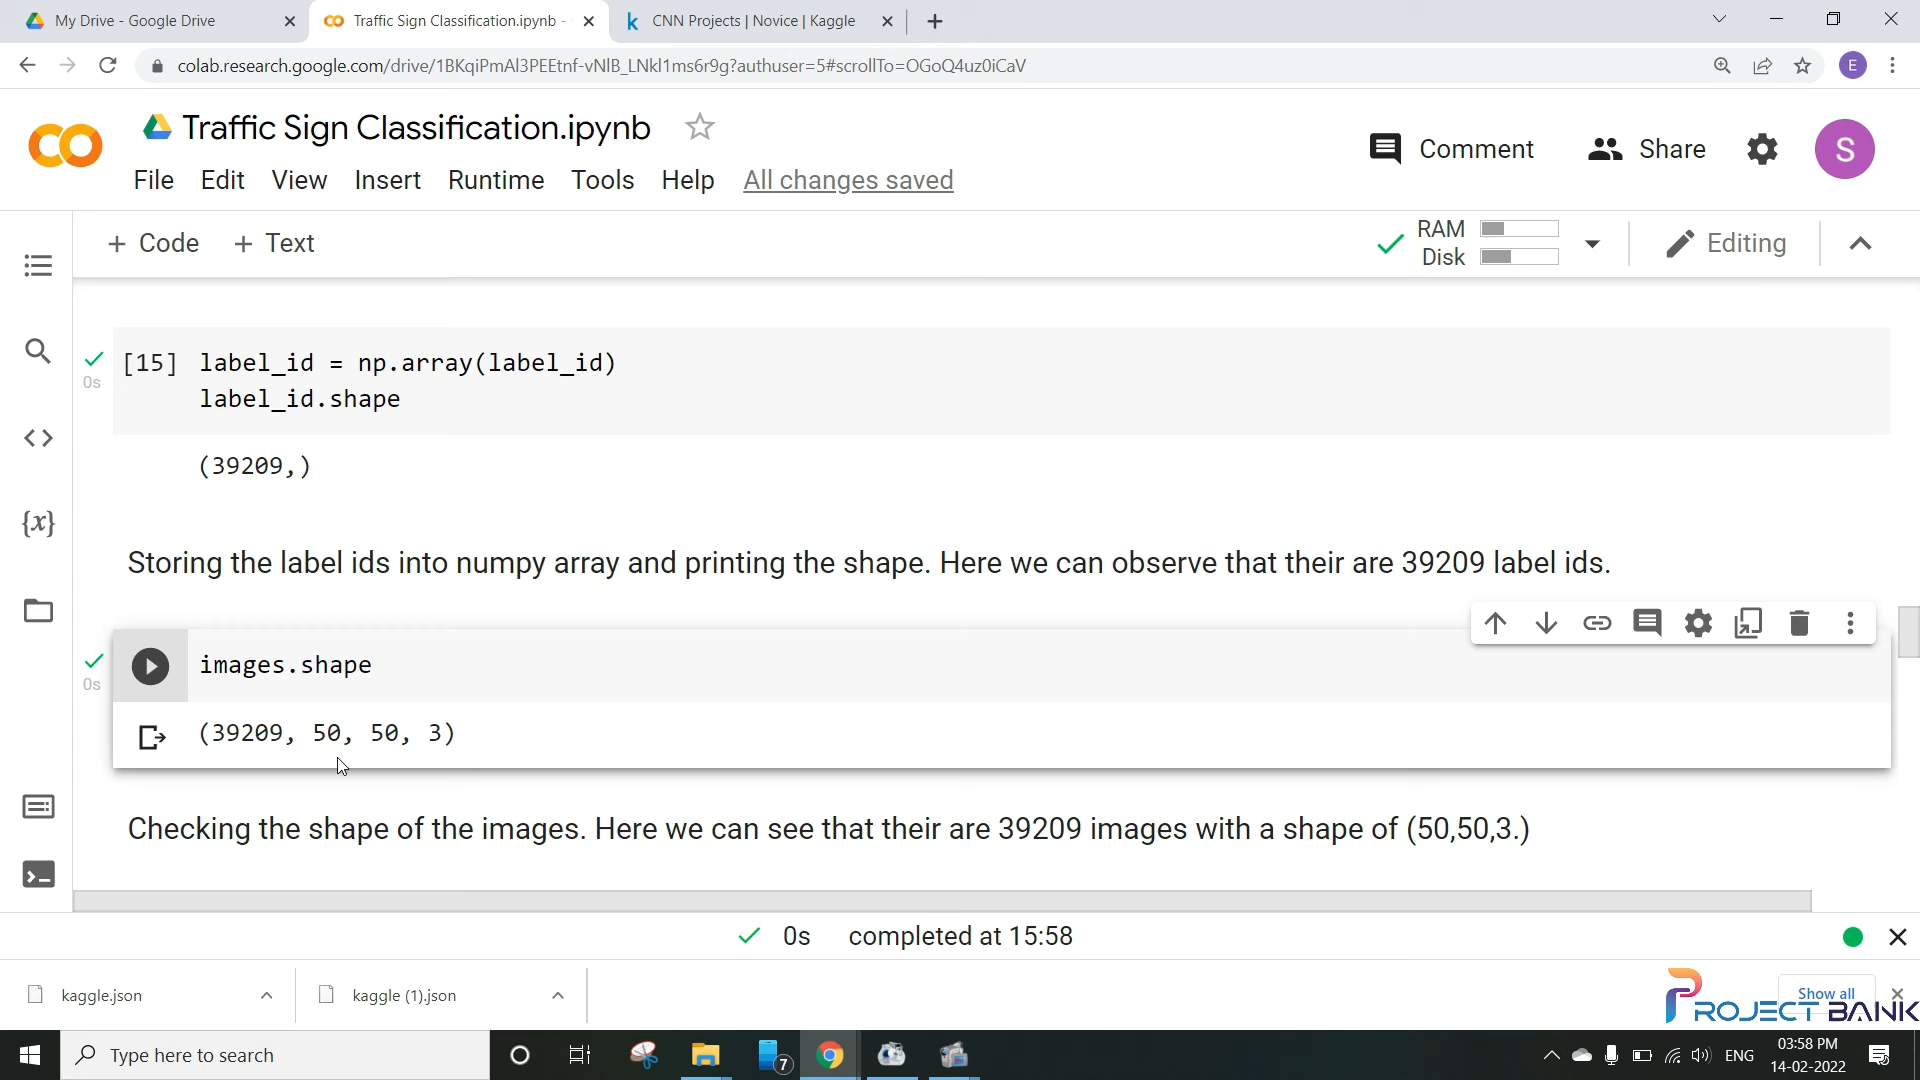 My Drive - Google Drive
Traffic Sign Classification.ipynb -
CNN Projects | Novice | Kaggle
colab.research.google.com/drive/1BKqiPmAl3PEEtnf-vNlB_LNkl1ms6r9g?authuser=5#scrollTo=OGoQ4uz0iCaV
E
Traffic Sign Classification.ipynb
Comment
Share
S
File Edit View Insert Runtime Tools Help All changes saved
+ Code + Text
RAM
Disk
Editing
[15] label_id = np.array(label_id)
0s
label_id.shape
(39209,)
{x}
Storing the label ids into numpy array and printing the shape. Here we can observe that their are 39209 label ids.
images.shape
0s
(39209, 50, 50, 3)
Checking the shape of the images. Here we can see that their are 39209 images with a shape of (50,50,3.)
0s completed at 15:58
kaggle.json
kaggle (1).json
Show all
PROJECT BANK
Type here to search
7
ENG
03:58 PM
14-02-2022